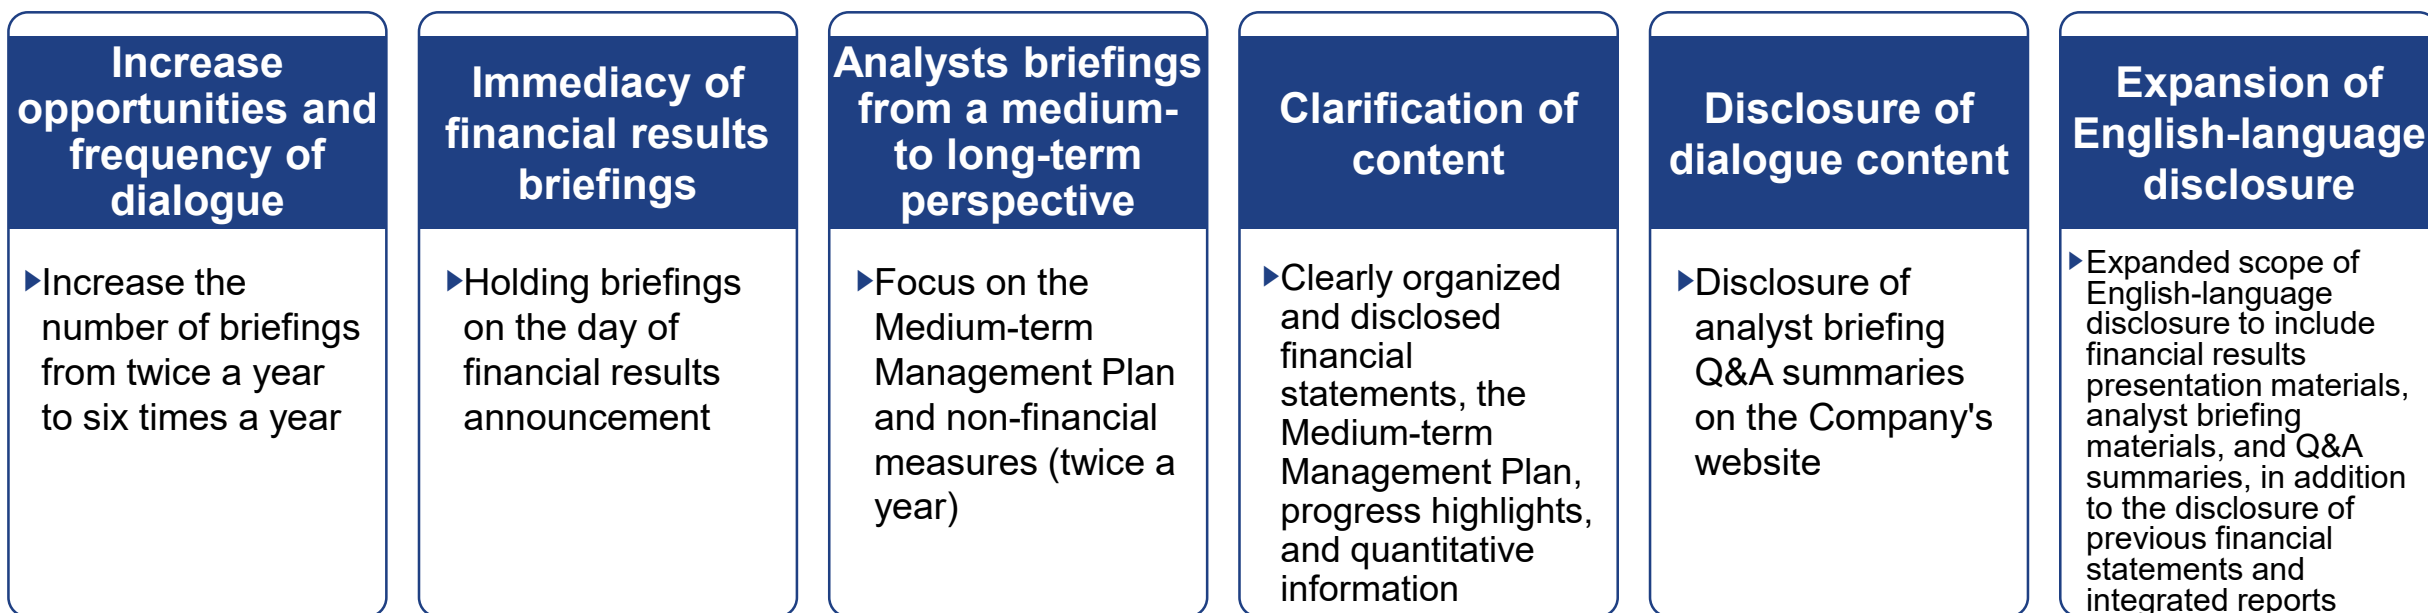 Increase
opportunities and
frequency of
dialogue
▶Increase the
number of briefings
from twice a year
to six times a year
Immediacy of
financial results
briefings
▶Holding briefings
on the day of
financial results
announcement
Analysts briefings
from a medium-
to long-term
perspective
▶Focus on the
Medium-term
Management Plan
and non-financial
measures (twice a
year)
Clarification of
content
▶Clearly organized
and disclosed
financial
statements, the
Medium-term
Management Plan,
progress highlights,
and quantitative
information
Disclosure of
dialogue content
▶Disclosure of
analyst briefing
Q&A summaries
on the Company's
website
Expansion of
English-language
disclosure
▶Expanded scope of
English-language
disclosure to include
financial results
presentation materials,
analyst briefing
materials, and Q&A
summaries, in addition
to the disclosure of
previous financial
statements and
integrated reports